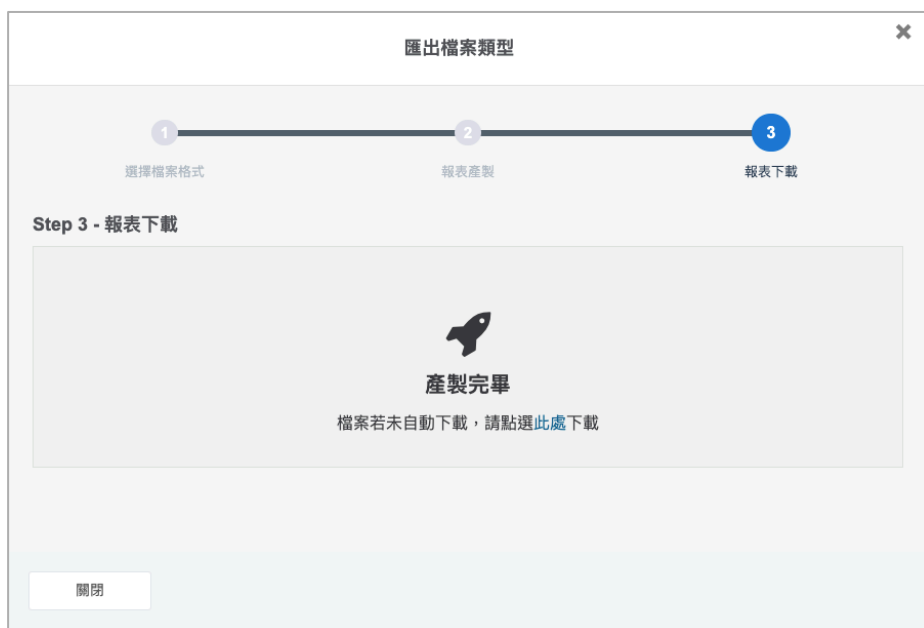 匯出檔案類型
×
1
2
3
選擇檔案格式
報表產製
報表下載
Step 3 - 報表下載
產製完畢
檔案若未自動下載，請點選此處下載
關閉